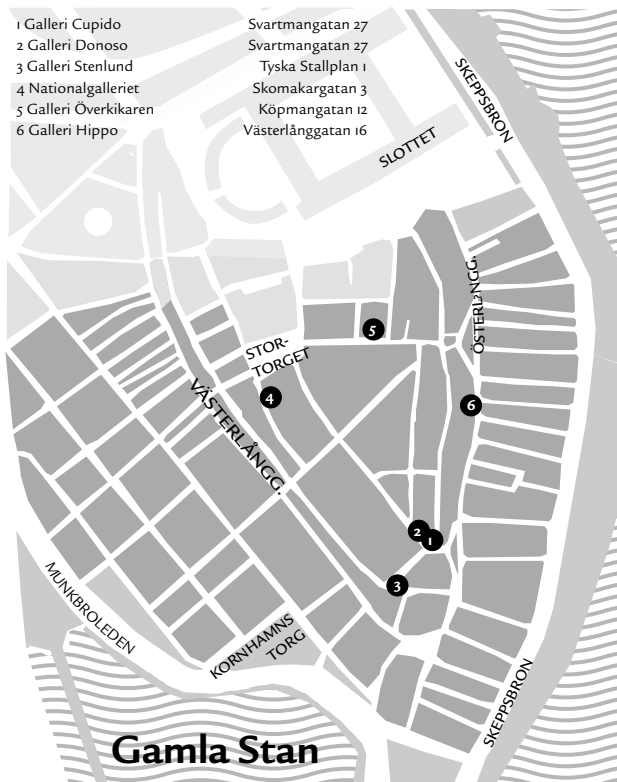 1 Galleri Cupido Svartmangatan 27
2 Galleri Donoso Svartmangatan 27
3 Galleri Stenlund Tyska Stallplan 1
4 Nationalgalleriet Skomakargatan 3
5 Galleri Överkikaren Köpmangatan 12
6 Galleri Hippo Västerlånggatan 16
SKEPPSBRON
SLOTTET
ÖSTERLÅNGG.
5
STOR-
TORGET
4
VÄSTERLÅNGG.
6
2
1
3
MUNKBROLEDEN
KORNHAMNS
TORG
SKEPPSBRON
Gamla Stan